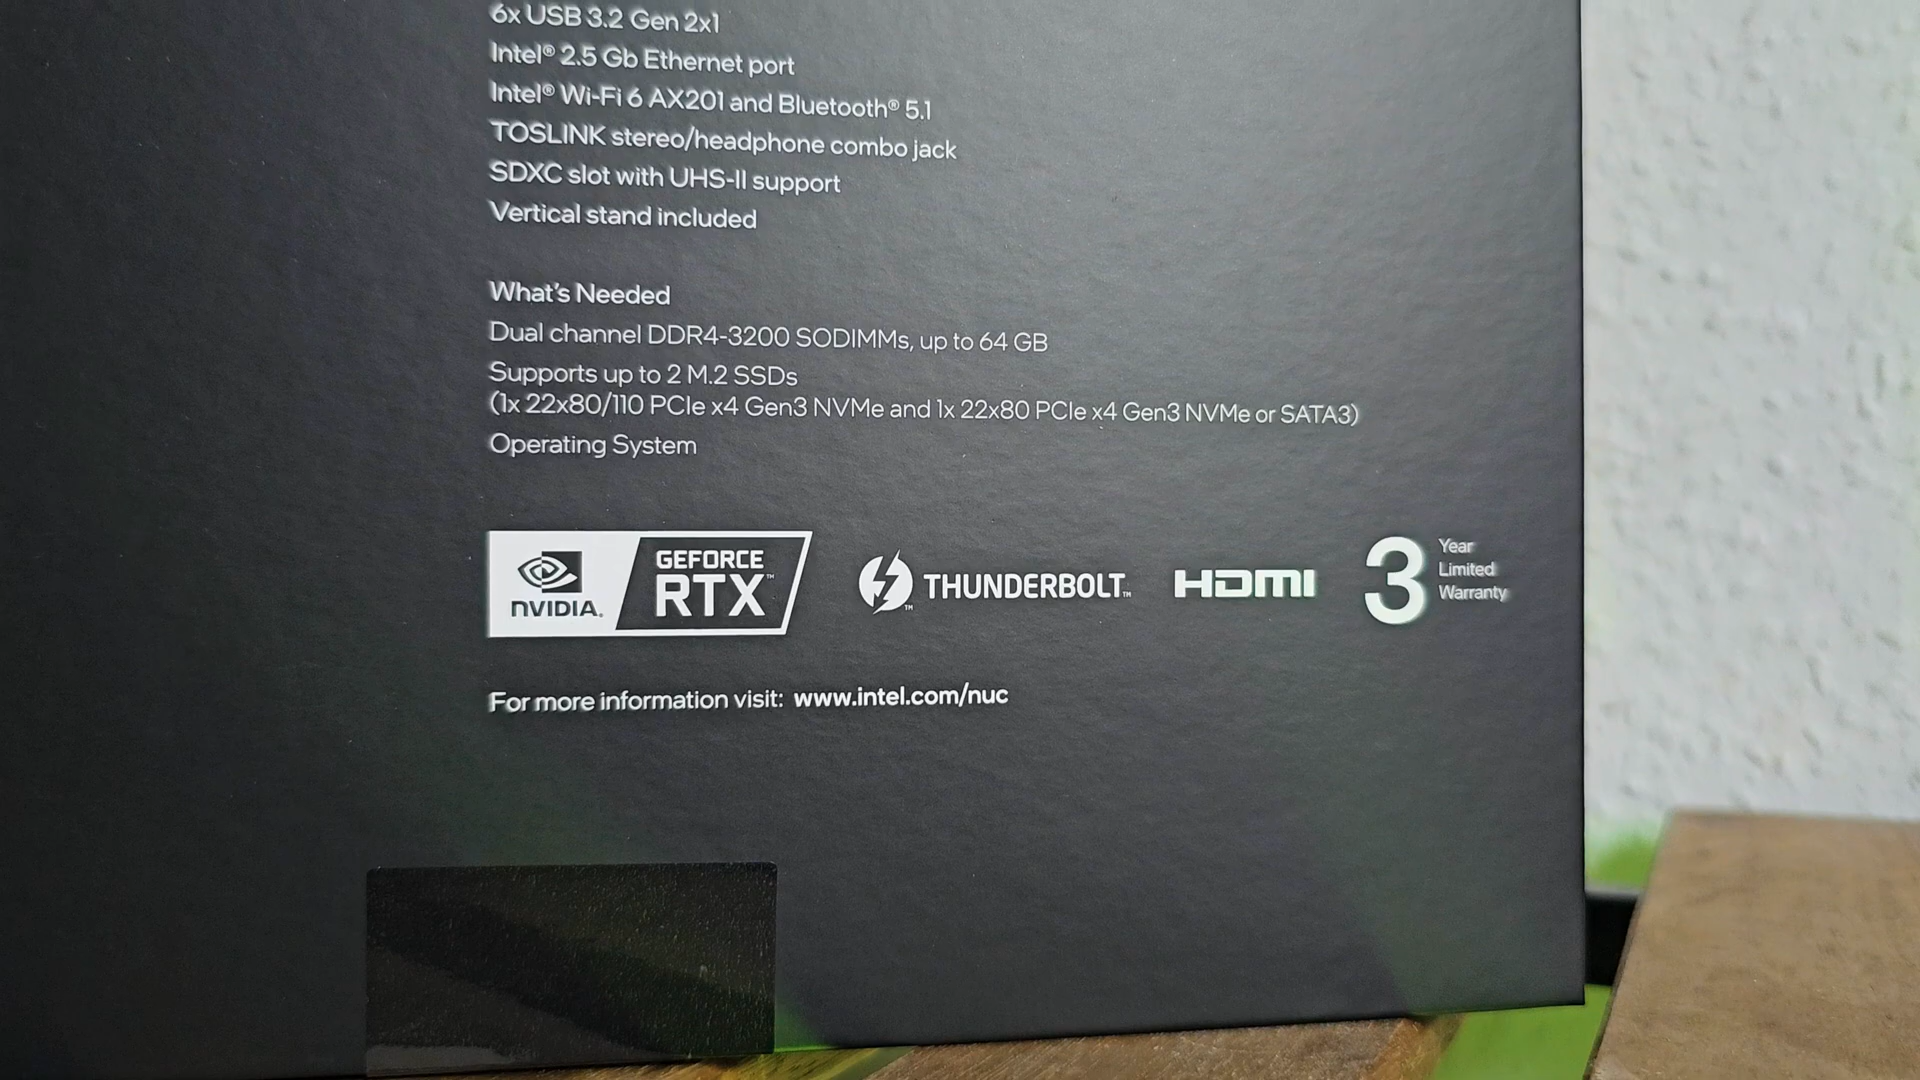 6x USB 3.2 Gen 2x1
Intel® 2.5 Gb Ethernet port
Intel® Wi-Fi 6 AX201 and Bluetooth® 5.1
TOSLINK stereo/headphone combo jack
SDXC slot with UHS-II support
Vertical stand included
What's Needed
Dual channel DDR4-3200 SODIMMs, up to 64 GB
Supports up to 2 M.2 SSDs
(1x 22x80/110 PCIe x4 Gen3 NVMe and 1x 22x80 PCIe x4 Gen3 NVMe or SATA3)
Operating System
NVIDIA®
GEFORCE
RTX™
THUNDERBOLT™
HDMI
3 Year
Limited
Warranty
For more information visit: www.intel.com/nuc